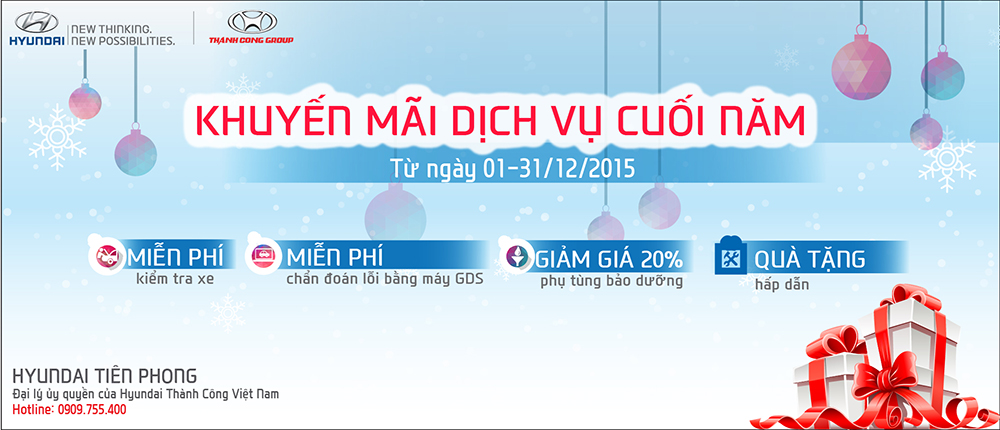 HYUNDAI
NEW THINKING.
NEW POSSIBILITIES.
THANH CONG GROUP
KHUYẾN MÃI DỊCH VỤ CUỐI NĂM
Từ ngày 01-31/12/2015
MIỄN PHÍ
kiểm tra xe
MIỄN PHÍ
chẩn đoán lỗi bằng máy GDS
GIẢM GIÁ 20%
phụ tùng bảo dưỡng
QUÀ TẶNG
hấp dẫn
HYUNDAI TIÊN PHONG
Đại lý ủy quyền của Hyundai Thành Công Việt Nam
Hotline: 0909.755.400